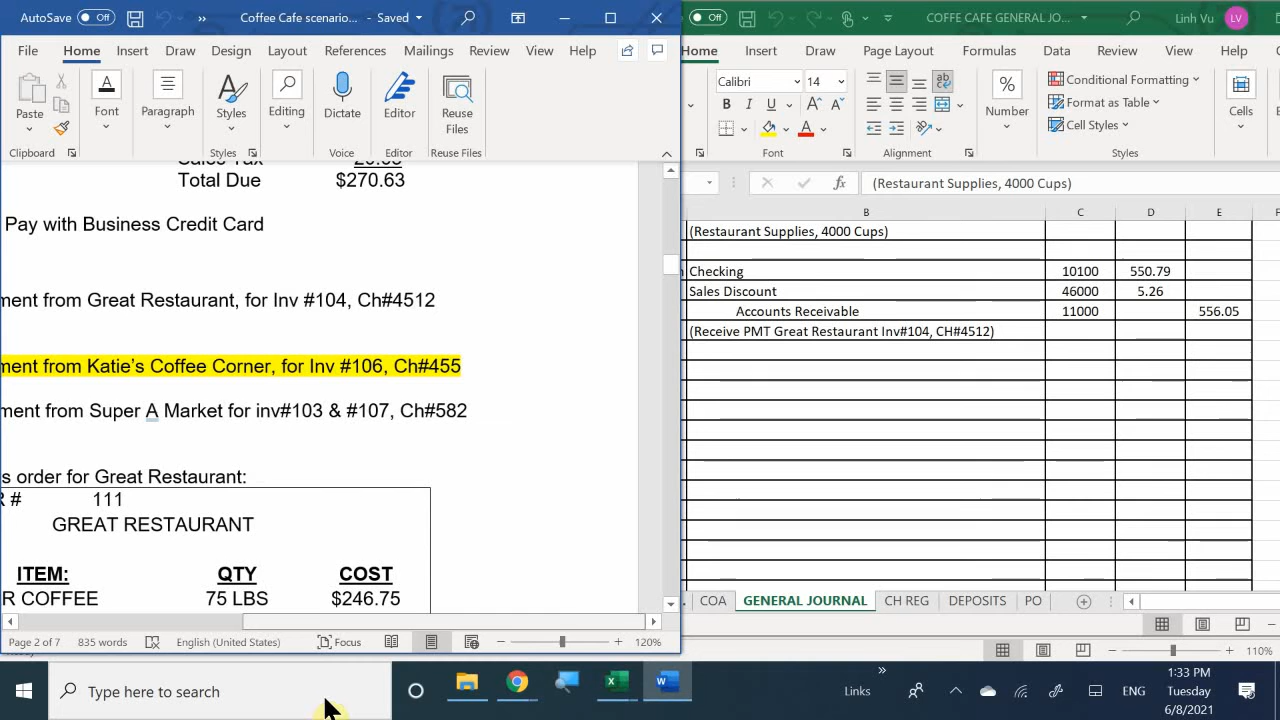 AutoSave Off Coffee Cafe scenario... - Saved
File Home Insert Draw Design Layout References Mailings Review View Help
Paste Font Paragraph Styles Editing Dictate Editor Reuse Files
Clipboard Styles Voice Editor Reuse Files
Sales Tax
Total Due $270.63
Pay with Business Credit Card
ment from Great Restaurant, for Inv #104, Ch#4512
ment from Katie's Coffee Corner, for Inv #106, Ch#455
ment from Super A Market for inv#103 & #107, Ch#582
s order for Great Restaurant:
R # 111
GREAT RESTAURANT
ITEM: QTY COST
R COFFEE 75 LBS $246.75
Page 2 of 7 835 words English (United States) Focus 120%
Off COFFE CAFE GENERAL JO... Linh Vu LV
Home Insert Draw Page Layout Formulas Data Review View Help
Calibri 14 ab Conditional Formatting
B I U A A % Format as Table
Number Cell Styles Cells
Font Alignment Styles
fx (Restaurant Supplies, 4000 Cups)
B C D E F
(Restaurant Supplies, 4000 Cups)
Checking 10100 550.79
Sales Discount 46000 5.26
Accounts Receivable 11000 556.05
(Receive PMT Great Restaurant Inv#104, CH#4512)
COA GENERAL JOURNAL CH REG DEPOSITS PO
110%
Type here to search
Links ENG
1:33 PM
Tuesday
6/8/2021